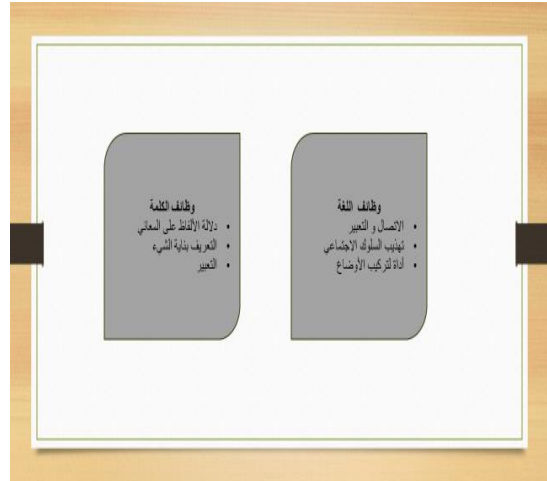 وظائف اللغة
• الاتصال و التعبير
• تهذيب السلوك الاجتماعي
• أداة لتركيب الأوضاع
وظائف الكلمة
• دلالة الألفاظ على المعاني
• التعريف بناية الشيء
• التعبير